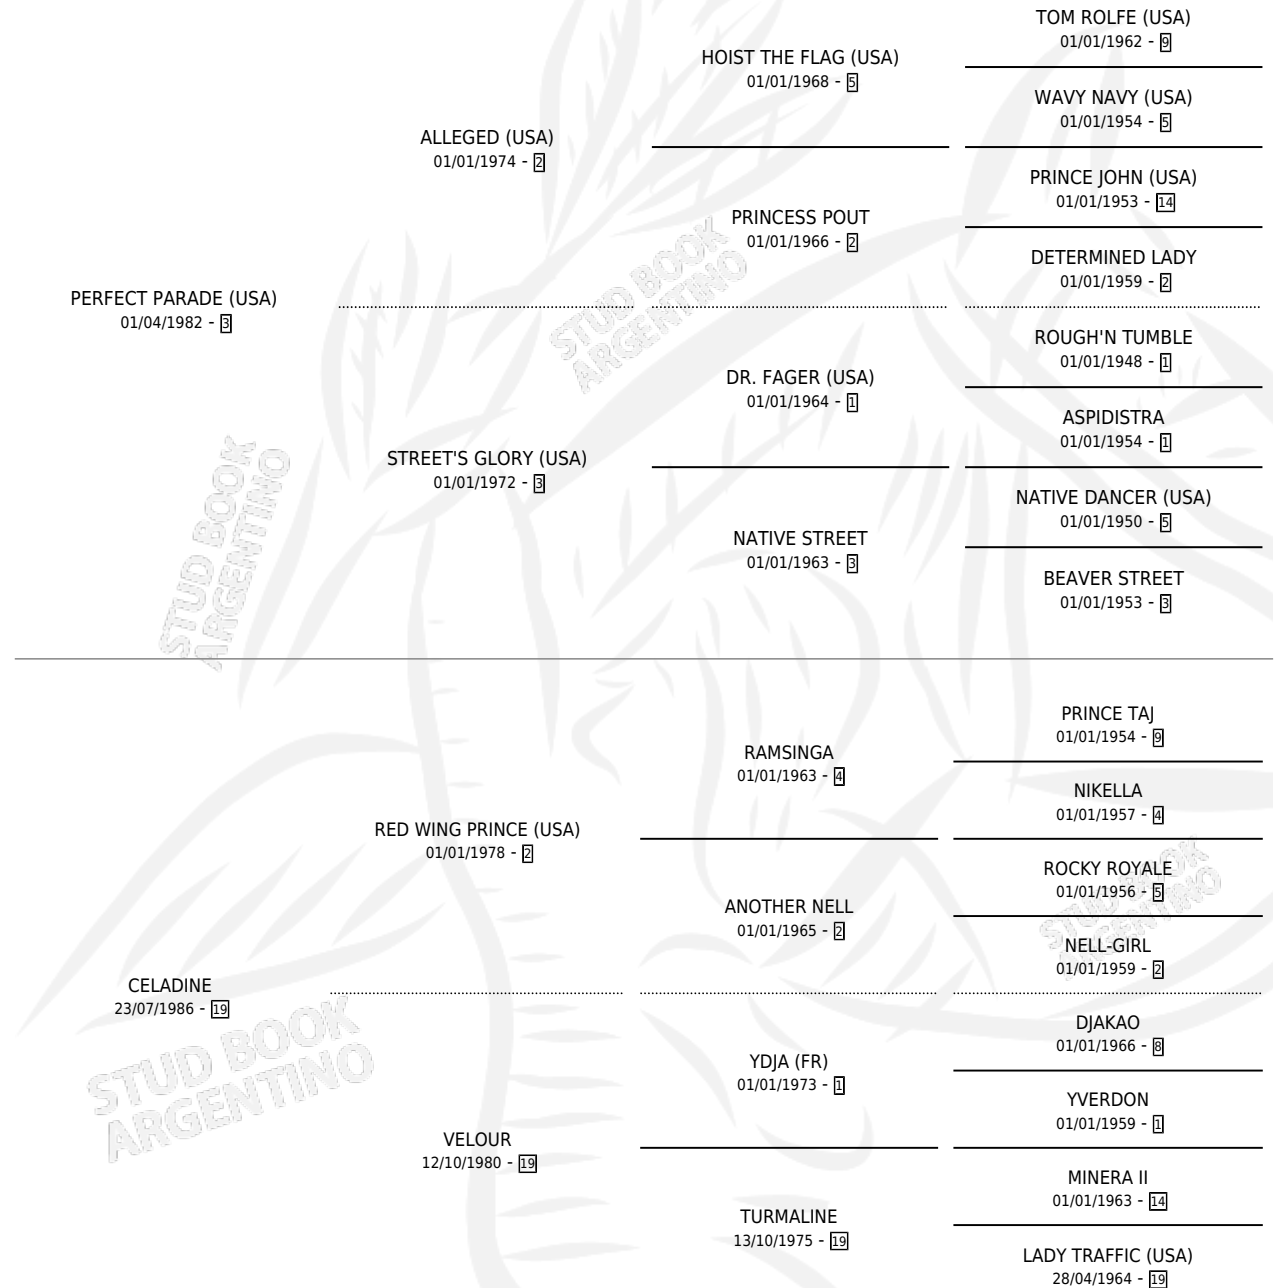 TOM ROLFE (USA)
01/01/1962 - 9
HOIST THE FLAG (USA)
01/01/1968 - 5
WAVY NAVY (USA)
01/01/1954 - 5
ALLEGED (USA)
01/01/1974 - 2
PRINCE JOHN (USA)
01/01/1953 - 14
PRINCESS POUT
01/01/1966 - 2
DETERMINED LADY
01/01/1959 - 2
PERFECT PARADE (USA)
01/04/1982 - 3
ROUGH'N TUMBLE
01/01/1948 - 1
DR. FAGER (USA)
01/01/1964 - 1
ASPIDISTRA
01/01/1954 - 1
STREET'S GLORY (USA)
01/01/1972 - 3
NATIVE DANCER (USA)
01/01/1950 - 5
NATIVE STREET
01/01/1963 - 3
BEAVER STREET
01/01/1953 - 3
PRINCE TAJ
01/01/1954 - 9
RAMSINGA
01/01/1963 - 4
NIKELLA
01/01/1957 - 4
RED WING PRINCE (USA)
01/01/1978 - 2
ROCKY ROYALE
01/01/1956 - 5
ANOTHER NELL
01/01/1965 - 2
NELL-GIRL
01/01/1959 - 2
CELADINE
23/07/1986 - 19
DJAKAO
01/01/1966 - 8
YDJA (FR)
01/01/1973 - 1
YVERDON
01/01/1959 - 1
VELOUR
12/10/1980 - 19
MINERA II
01/01/1963 - 14
TURMALINE
13/10/1975 - 19
LADY TRAFFIC (USA)
28/04/1964 - 19
STUD BOOK
ARGENTINO
STUD BOOK
ARGENTINO
STUD BOOK
ARGENTINO
STUD BOOK
ARGENTINO